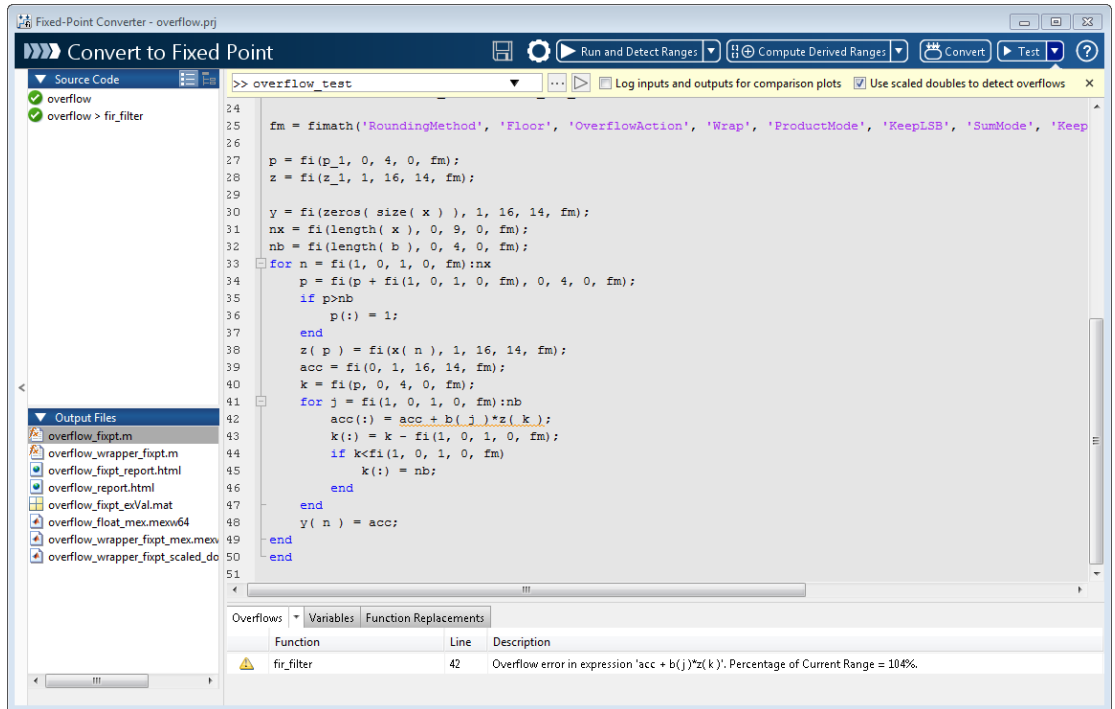 Fixed-Point Converter - overflow.prj
Convert to Fixed Point
Run and Detect Ranges
Compute Derived Ranges
Convert
Test
?
Source Code
overflow
overflow > fir_filter
>> overflow_test
...
Log inputs and outputs for comparison plots
Use scaled doubles to detect overflows
24
25 fm = fimath('RoundingMethod', 'Floor', 'OverflowAction', 'Wrap', 'ProductMode', 'KeepLSB', 'SumMode', 'Keep
26
27 p = fi(p_1, 0, 4, 0, fm);
28 z = fi(z_1, 1, 16, 14, fm);
29
30 y = fi(zeros( size( x ) ), 1, 16, 14, fm);
31 nx = fi(length( x ), 0, 9, 0, fm);
32 nb = fi(length( b ), 0, 4, 0, fm);
33 for n = fi(1, 0, 1, 0, fm):nx
34 p = fi(p + fi(1, 0, 1, 0, fm), 0, 4, 0, fm);
35 if p>nb
36 p(:) = 1;
37 end
38 z( p ) = fi(x( n ), 1, 16, 14, fm);
39 acc = fi(0, 1, 16, 14, fm);
40 k = fi(p, 0, 4, 0, fm);
41 for j = fi(1, 0, 1, 0, fm):nb
42 acc(:) = acc + b( j )*z( k );
43 k(:) = k - fi(1, 0, 1, 0, fm);
44 if k<fi(1, 0, 1, 0, fm)
45 k(:) = nb;
46 end
47 end
48 y( n ) = acc;
49 end
50 end
51
Output Files
overflow_fixpt.m
overflow_wrapper_fixpt.m
overflow_fixpt_report.html
overflow_report.html
overflow_fixpt_exVal.mat
overflow_float_mex.mexw64
overflow_wrapper_fixpt_mex.mexw
overflow_wrapper_fixpt_scaled_do
Overflows
Variables
Function Replacements
Function Line Description
fir_filter 42 Overflow error in expression 'acc + b( j )*z( k )'. Percentage of Current Range = 104%.